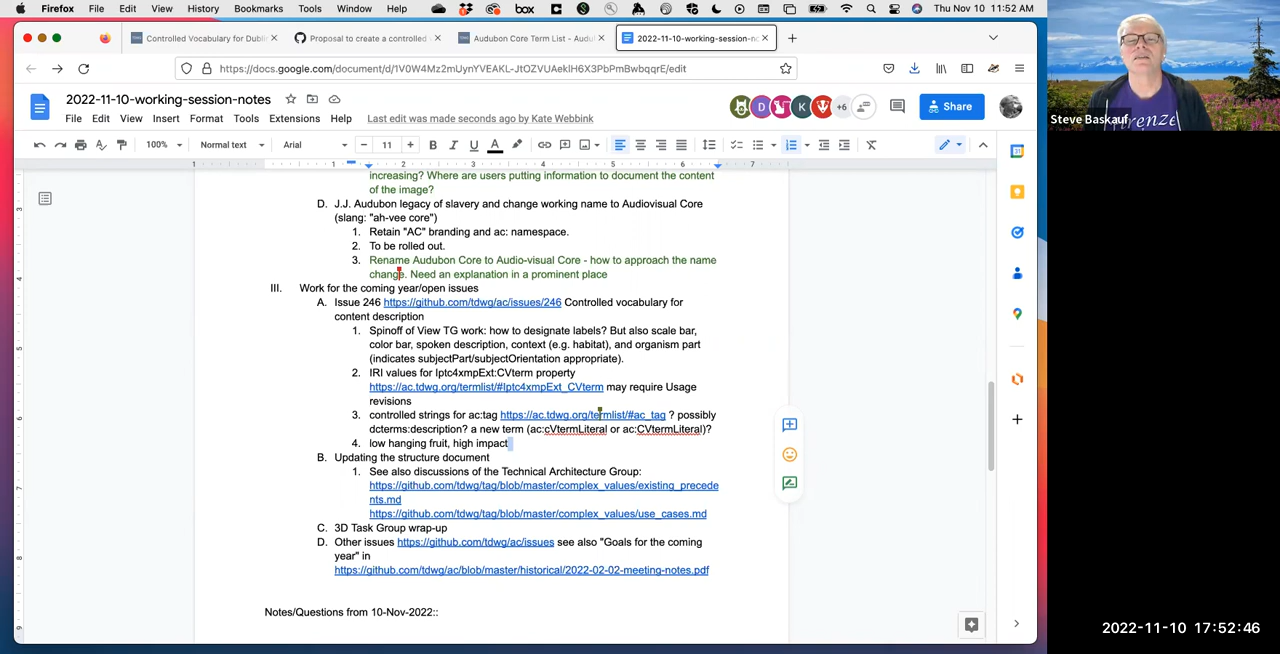 Firefox File Edit View History Bookmarks Tools Window Help box Thu Nov 10 11:52 AM
Controlled Vocabulary for Dubli Proposal to create a controlled Audubon Core Term List - Audu 2022-11-10-working-session-no
https://docs.google.com/document/d/1V0W4Mz2mUynYVEAKL-JtOZVUAeklH6X3PbPmBwbqqrE/edit
2022-11-10-working-session-notes
D K +6 Share
File Edit View Insert Format Tools Extensions Help Last edit was made seconds ago by Kate Webbink
Steve Baskauf
100% Normal text Arial 11 B I U A
1 1 2 3 4 5 6 7
increasing? Where are users putting information to document the content
of the image?
D. J.J. Audubon legacy of slavery and change working name to Audiovisual Core
(slang: "ah-vee core")
1. Retain "AC" branding and ac: namespace.
2. To be rolled out.
3. Rename Audubon Core to Audio-visual Core - how to approach the name
change. Need an explanation in a prominent place
III. Work for the coming year/open issues
A. Issue 246 https://github.com/tdwg/ac/issues/246 Controlled vocabulary for
content description
1. Spinoff of View TG work: how to designate labels? But also scale bar,
color bar, spoken description, context (e.g. habitat), and organism part
(indicates subjectPart/subjectOrientation appropriate).
2. IRI values for Iptc4xmpExt:CVterm property
https://ac.tdwg.org/termlist/#Iptc4xmpExt_CVterm may require Usage
revisions
3. controlled strings for ac:tag https://ac.tdwg.org/termlist/#ac_tag ? possibly
dcterms:description? a new term (ac:cVtermLiteral or ac:CVtermLiteral)?
4. low hanging fruit, high impact
B. Updating the structure document
1. See also discussions of the Technical Architecture Group:
https://github.com/tdwg/tag/blob/master/complex_values/existing_precede
nts.md
https://github.com/tdwg/tag/blob/master/complex_values/use_cases.md
C. 3D Task Group wrap-up
D. Other issues https://github.com/tdwg/ac/issues see also "Goals for the coming
year" in
https://github.com/tdwg/ac/blob/master/historical/2022-02-02-meeting-notes.pdf
Notes/Questions from 10-Nov-2022::
2022-11-10 17:52:46